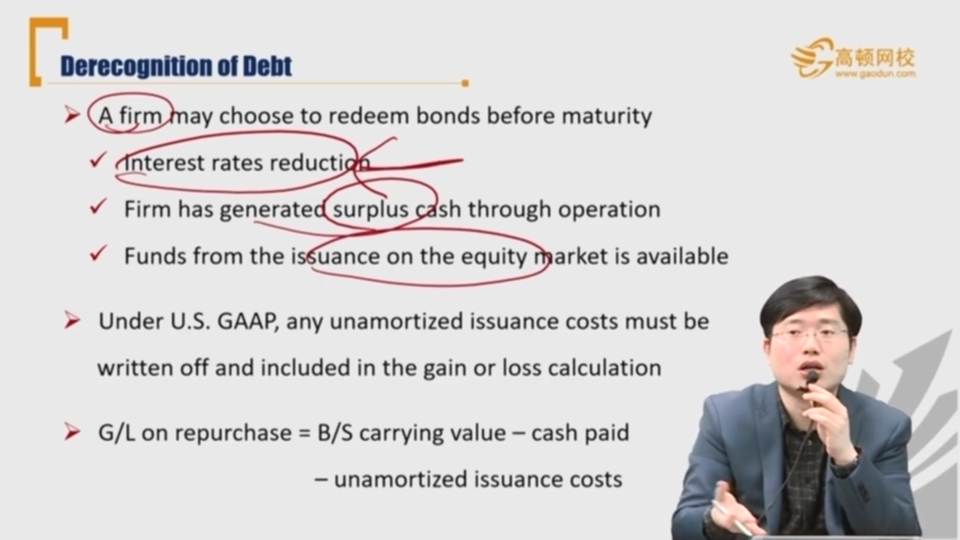 Derecognition of Debt
高顿网校
www.gaodun.com
A firm may choose to redeem bonds before maturity
Interest rates reduction
Firm has generated surplus cash through operation
Funds from the issuance on the equity market is available
Under U.S. GAAP, any unamortized issuance costs must be
written off and included in the gain or loss calculation
G/L on repurchase = B/S carrying value – cash paid
– unamortized issuance costs